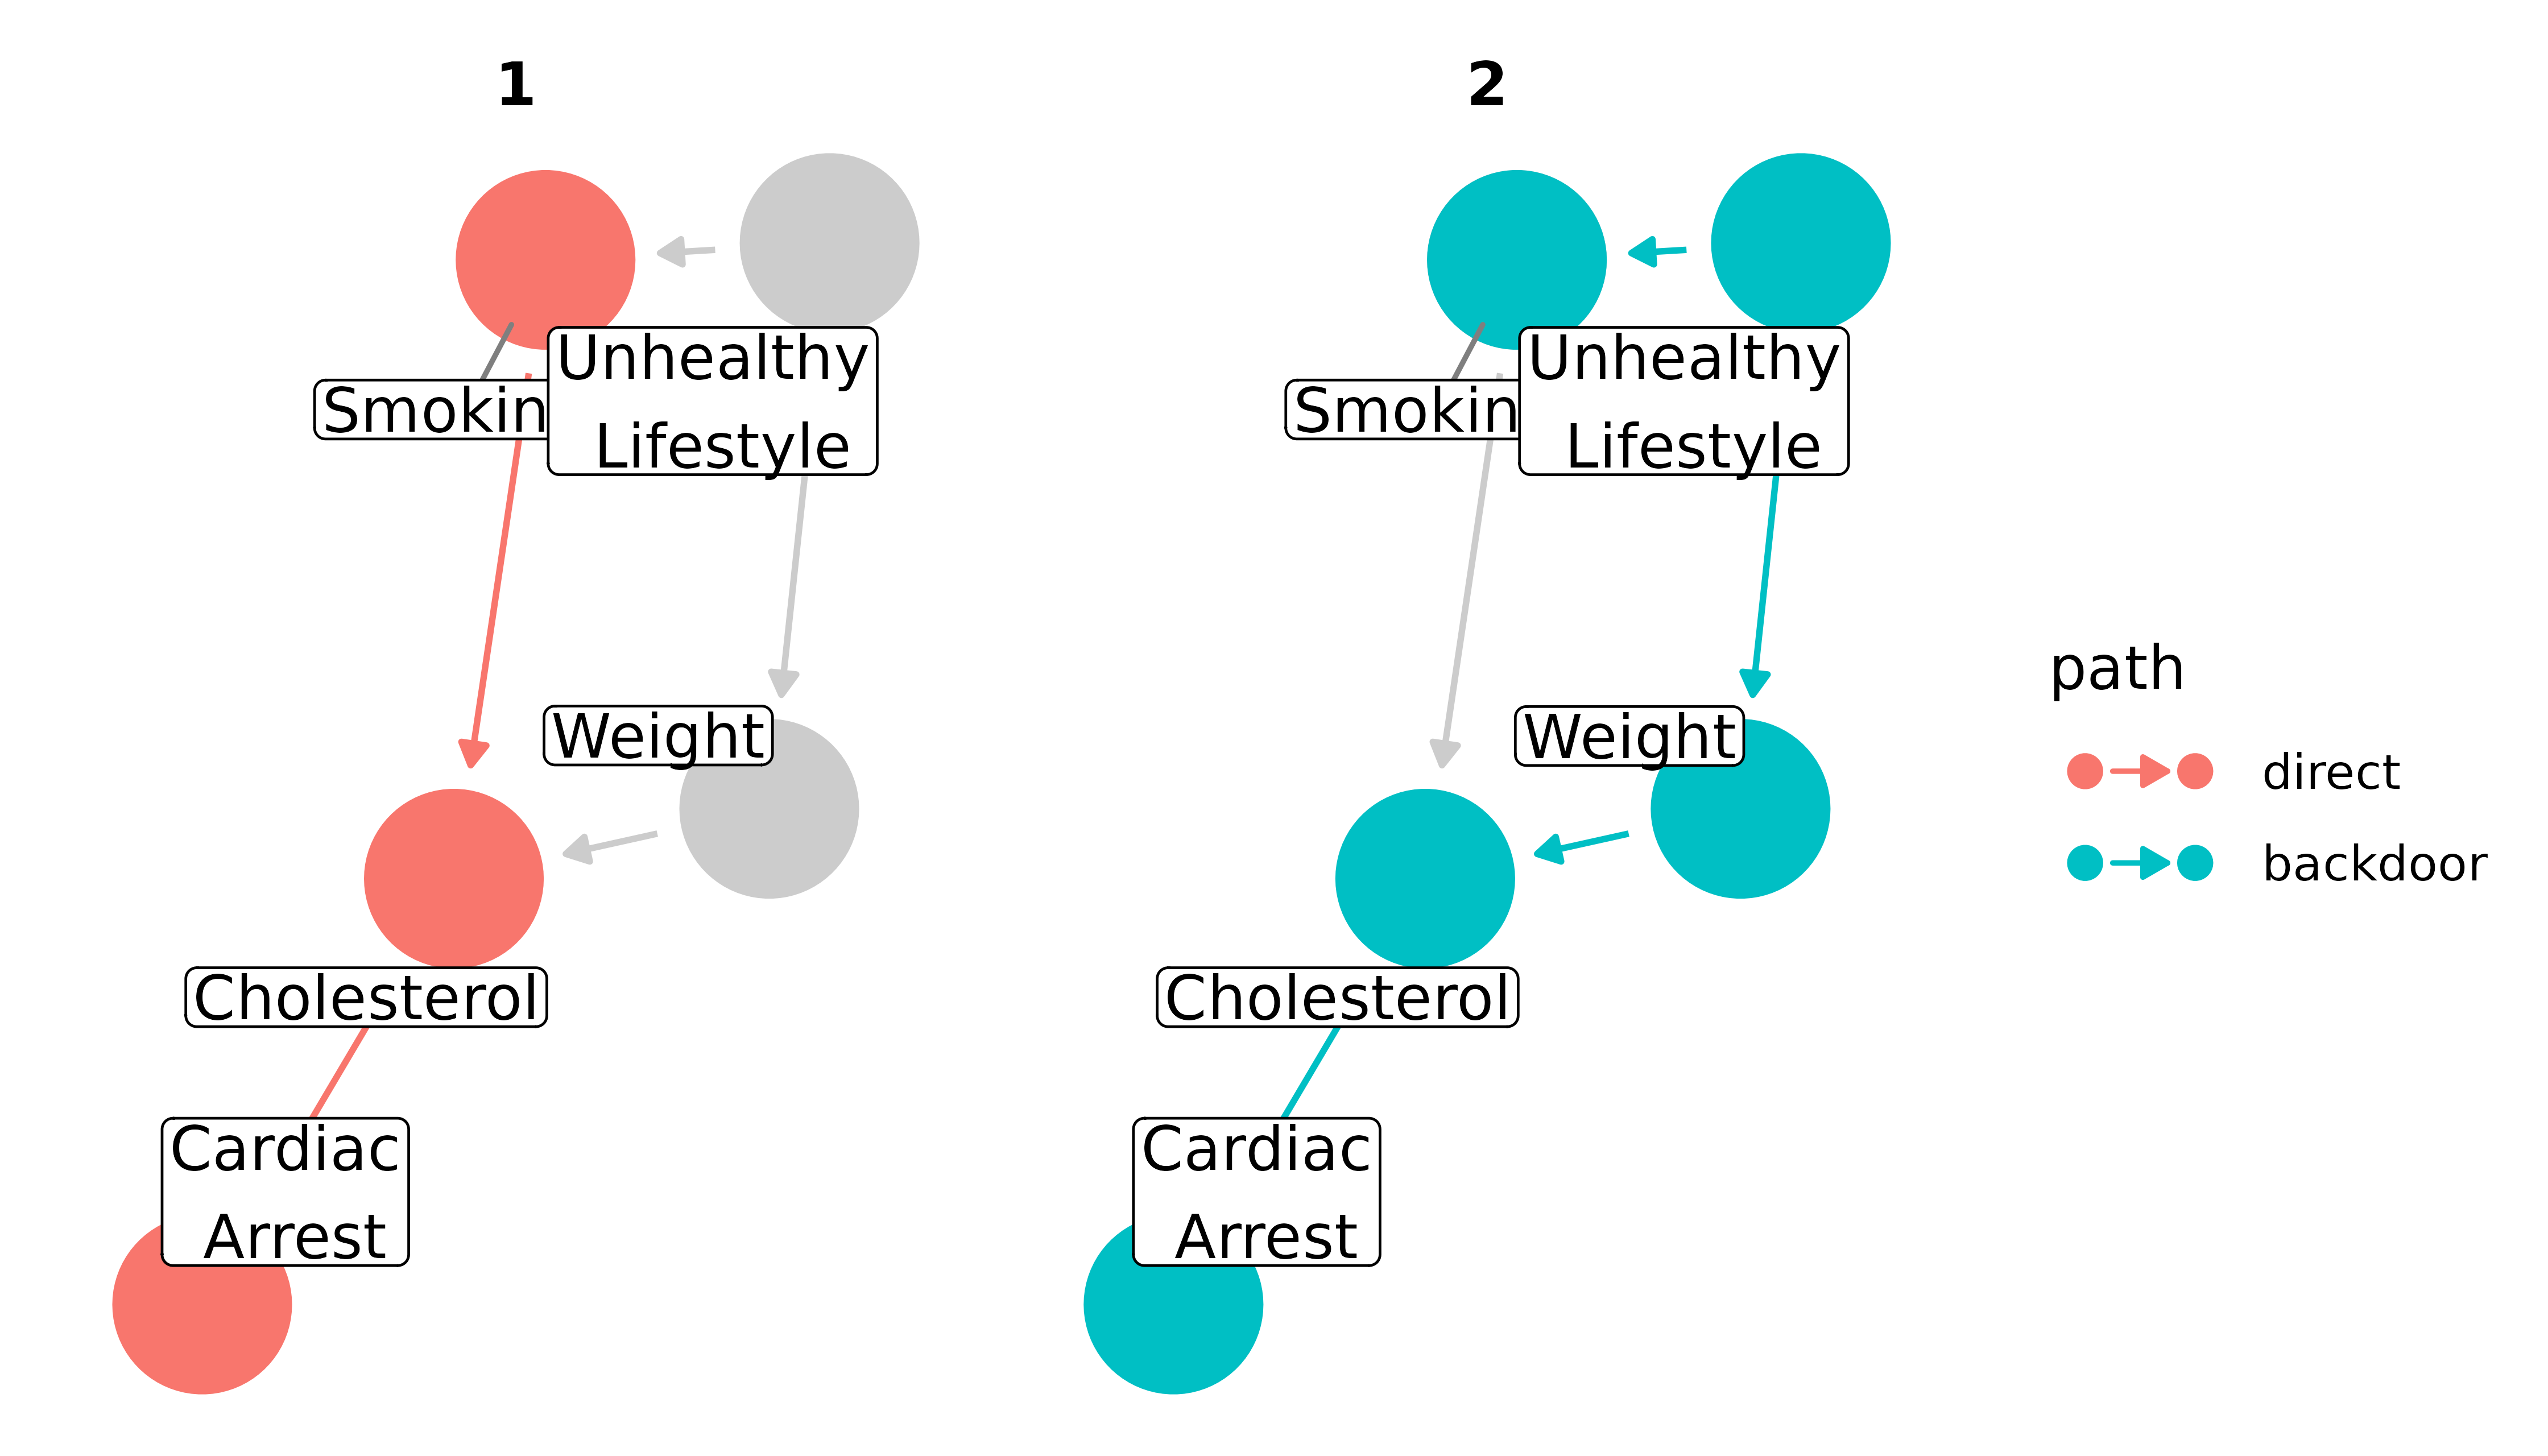 1
Smokin
Unhealthy
Lifestyle
Weight
Cholesterol
Cardiac
Arrest
2
Smokin
Unhealthy
Lifestyle
Weight
Cholesterol
Cardiac
Arrest
path
direct
backdoor